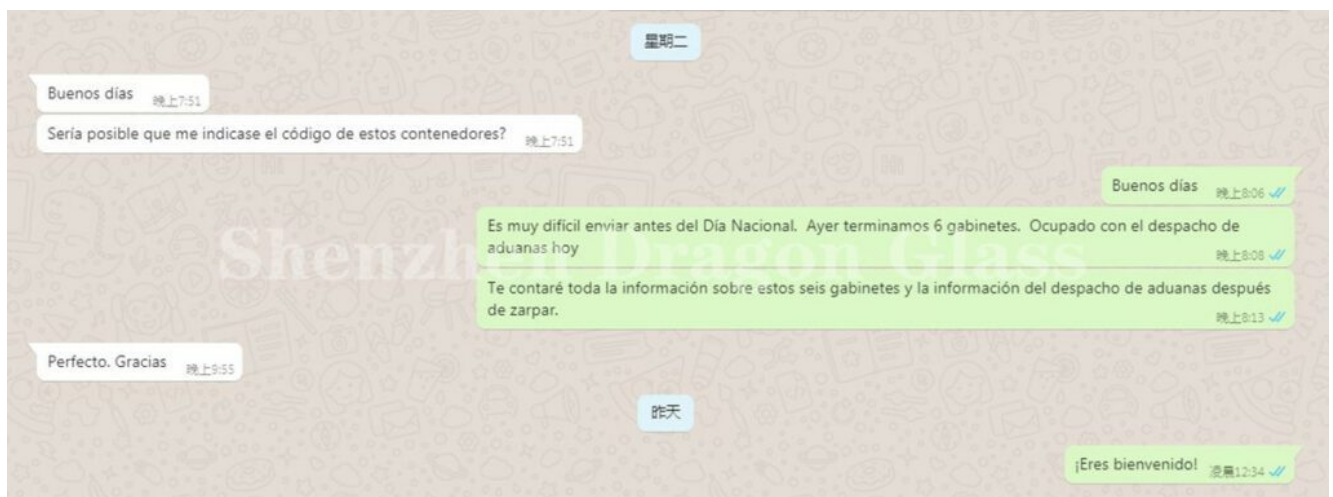 星期二
Buenos días 晚上7:51
Sería posible que me indicase el código de estos contenedores? 晚上7:51
Buenos días 晚上8:06
Es muy difícil enviar antes del Día Nacional. Ayer terminamos 6 gabinetes. Ocupado con el despacho de
aduanas hoy 晚上8:08
Shenzhen Dragon Glass
Te contaré toda la información sobre estos seis gabinetes y la información del despacho de aduanas después
de zarpar. 晚上8:13
Perfecto. Gracias 晚上9:55
昨天
¡Eres bienvenido! 凌晨12:34